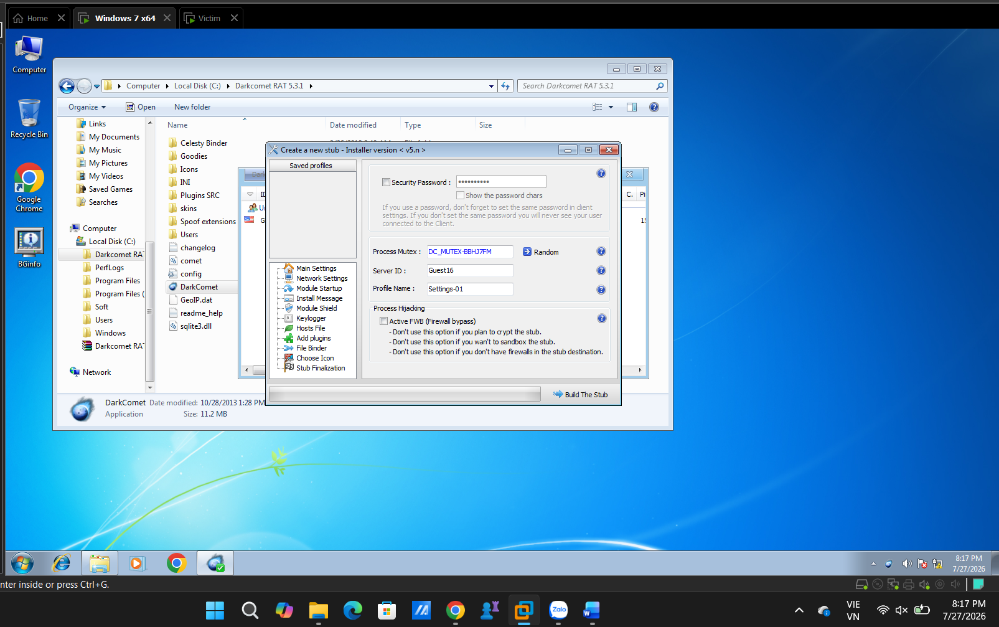 Home
Windows 7 x64
Victim
Computer
Recycle Bin
Google
Chrome
BGinfo
Computer
Local Disk (C:)
Darkcomet RAT 5.3.1
Search Darkcomet RAT 5.3.1
Organize
Open
New folder
Links
My Documents
My Music
My Pictures
My Videos
Saved Games
Searches
Computer
Local Disk (C:)
Darkcomet RAT
PerfLogs
Program Files
Program Files (
Soft
Users
Windows
Darkcomet RAT
Network
Name
Date modified
Type
Size
Celesty Binder
Goodies
Icons
INI
Plugins SRC
skins
Spoof extensions
Users
changelog
comet
config
DarkComet
GeoIP.dat
readme_help
sqlite3.dll
DarkComet Date modified: 10/28/2013 1:28 PM
Application Size: 11.2 MB
Create a new stub - Installer version < v5.n >
Saved profiles
Main Settings
Network Settings
Module Startup
Install Message
Module Shield
Keylogger
Hosts File
Add plugins
File Binder
Choose Icon
Stub Finalization
Security Password :
Show the password chars
If you use a password, don't forget to set the same password in client
settings. If you don't set the same password you will never see your user
connected to the Client.
Process Mutex : DC_MUTEX-BBHJ7FM Random
Server ID : Guest16
Profile Name : Settings-01
Process Hijacking
Active FWB (Firewall bypass)
- Don't use this option if you plan to crypt the stub.
- Don't use this option if you wan't to sandbox the stub.
- Don't use this option if you don't have firewalls in the stub destination.
Build The Stub
C. Pi
8:17 PM
7/27/2026
nter inside or press Ctrl+G.
Zalo
VIE
VN
8:17 PM
7/27/2026